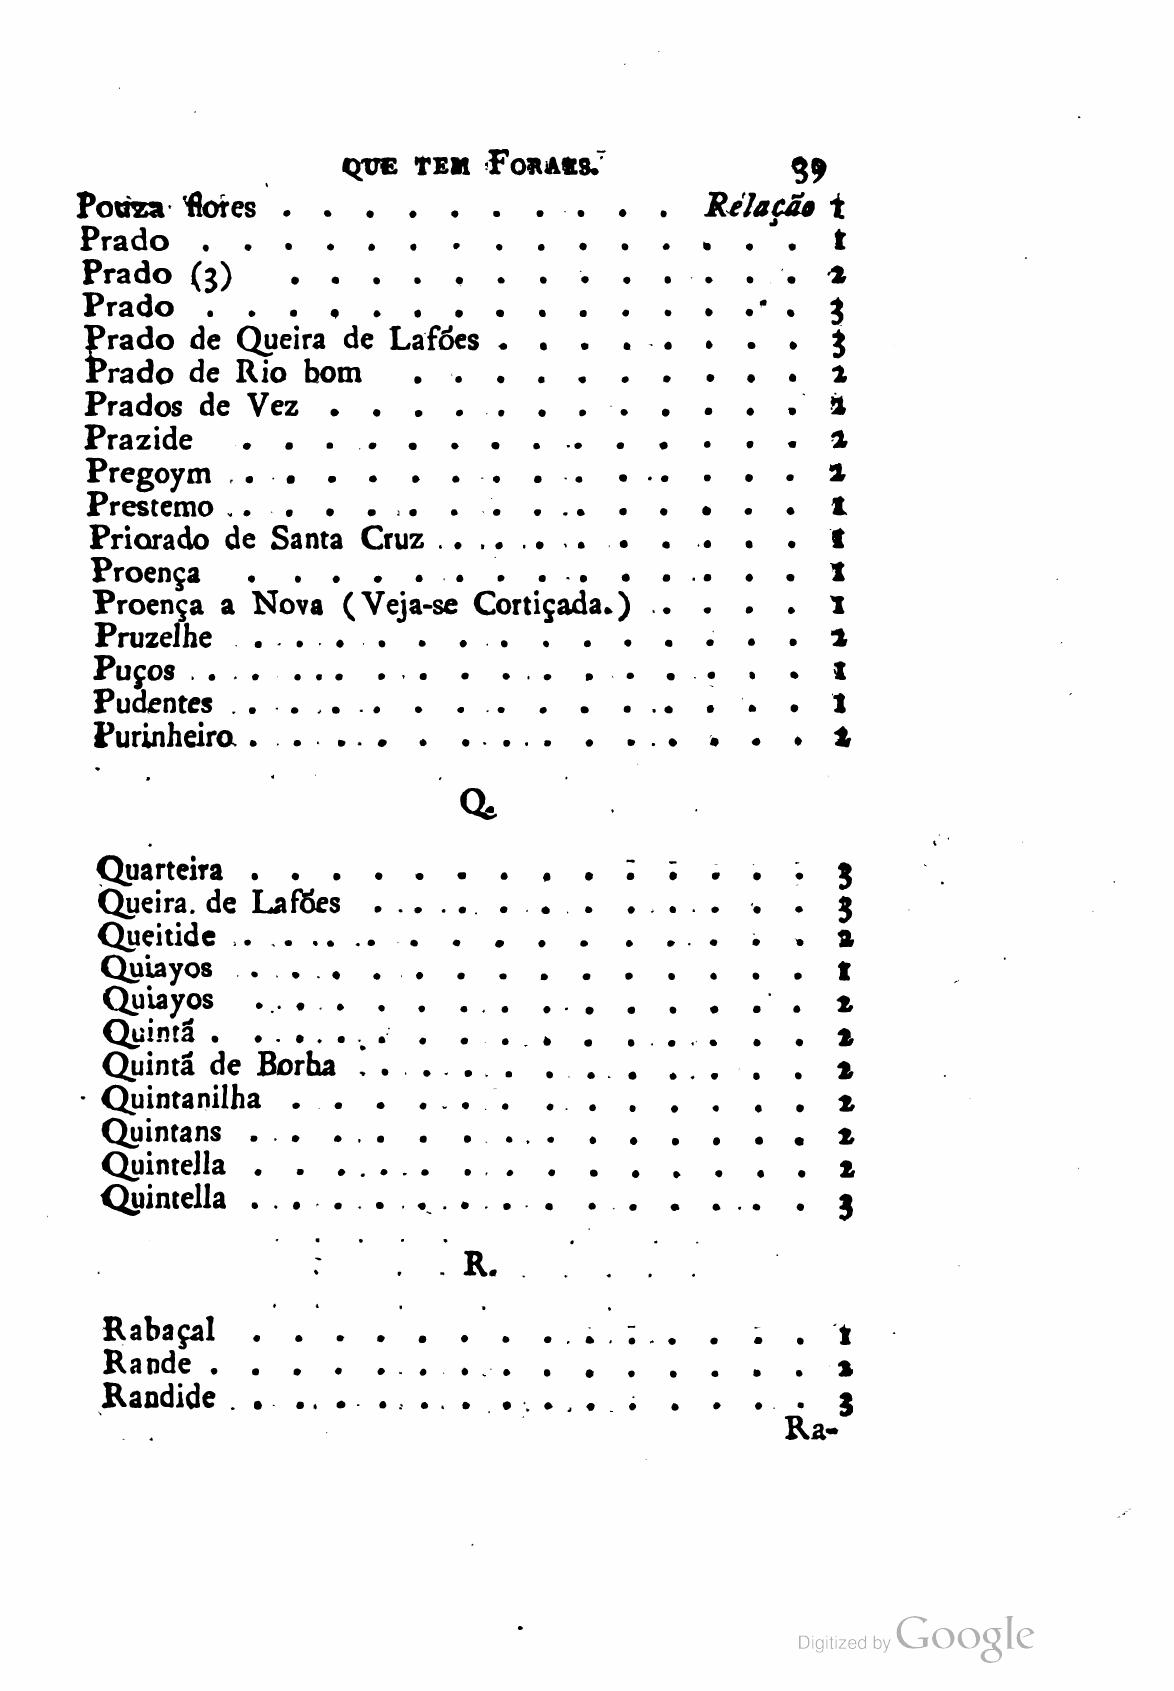 QUE TEM FORAES. 39
Pouza flores . . . . . . . . . . Relação 1
Prado . . . . . . . . . . . . . . . 1
Prado (3) . . . . . . . . . . . . . 2
Prado . . . . . . . . . . . . . . . 3
Prado de Queira de Lafões . . . . . . . . 3
Prado de Rio bom . . . . . . . . . . 2
Prados de Vez . . . . . . . . . . . . 2
Prazide . . . . . . . . . . . . . . 2
Pregoym . . . . . . . . . . . . . . 2
Prestemo . . . . . . . . . . . . . . 1
Priorado de Santa Cruz . . . . . . . . . 1
Proença . . . . . . . . . . . . . . 1
Proença a Nova (Veja-se Cortiçada.) . . . . 1
Pruzelhe . . . . . . . . . . . . . . 2
Puços . . . . . . . . . . . . . . . 1
Pudentes . . . . . . . . . . . . . . 1
Purinheiro . . . . . . . . . . . . . . 2
Q.
Quarteira . . . . . . . . . . . . . . 3
Queira de Lafões . . . . . . . . . . . 3
Queitide . . . . . . . . . . . . . . 2
Quiayos . . . . . . . . . . . . . . 1
Quiayos . . . . . . . . . . . . . . 2
Quintã . . . . . . . . . . . . . . . 2
Quintã de Borba . . . . . . . . . . . 2
Quintanilha . . . . . . . . . . . . . 2
Quintans . . . . . . . . . . . . . . 2
Quintella . . . . . . . . . . . . . . 2
Quintella . . . . . . . . . . . . . . 3
R.
Rabaçal . . . . . . . . . . . . . . 1
Rande . . . . . . . . . . . . . . . 2
Randide . . . . . . . . . . . . . . 3
Ra-
Digitized by Google